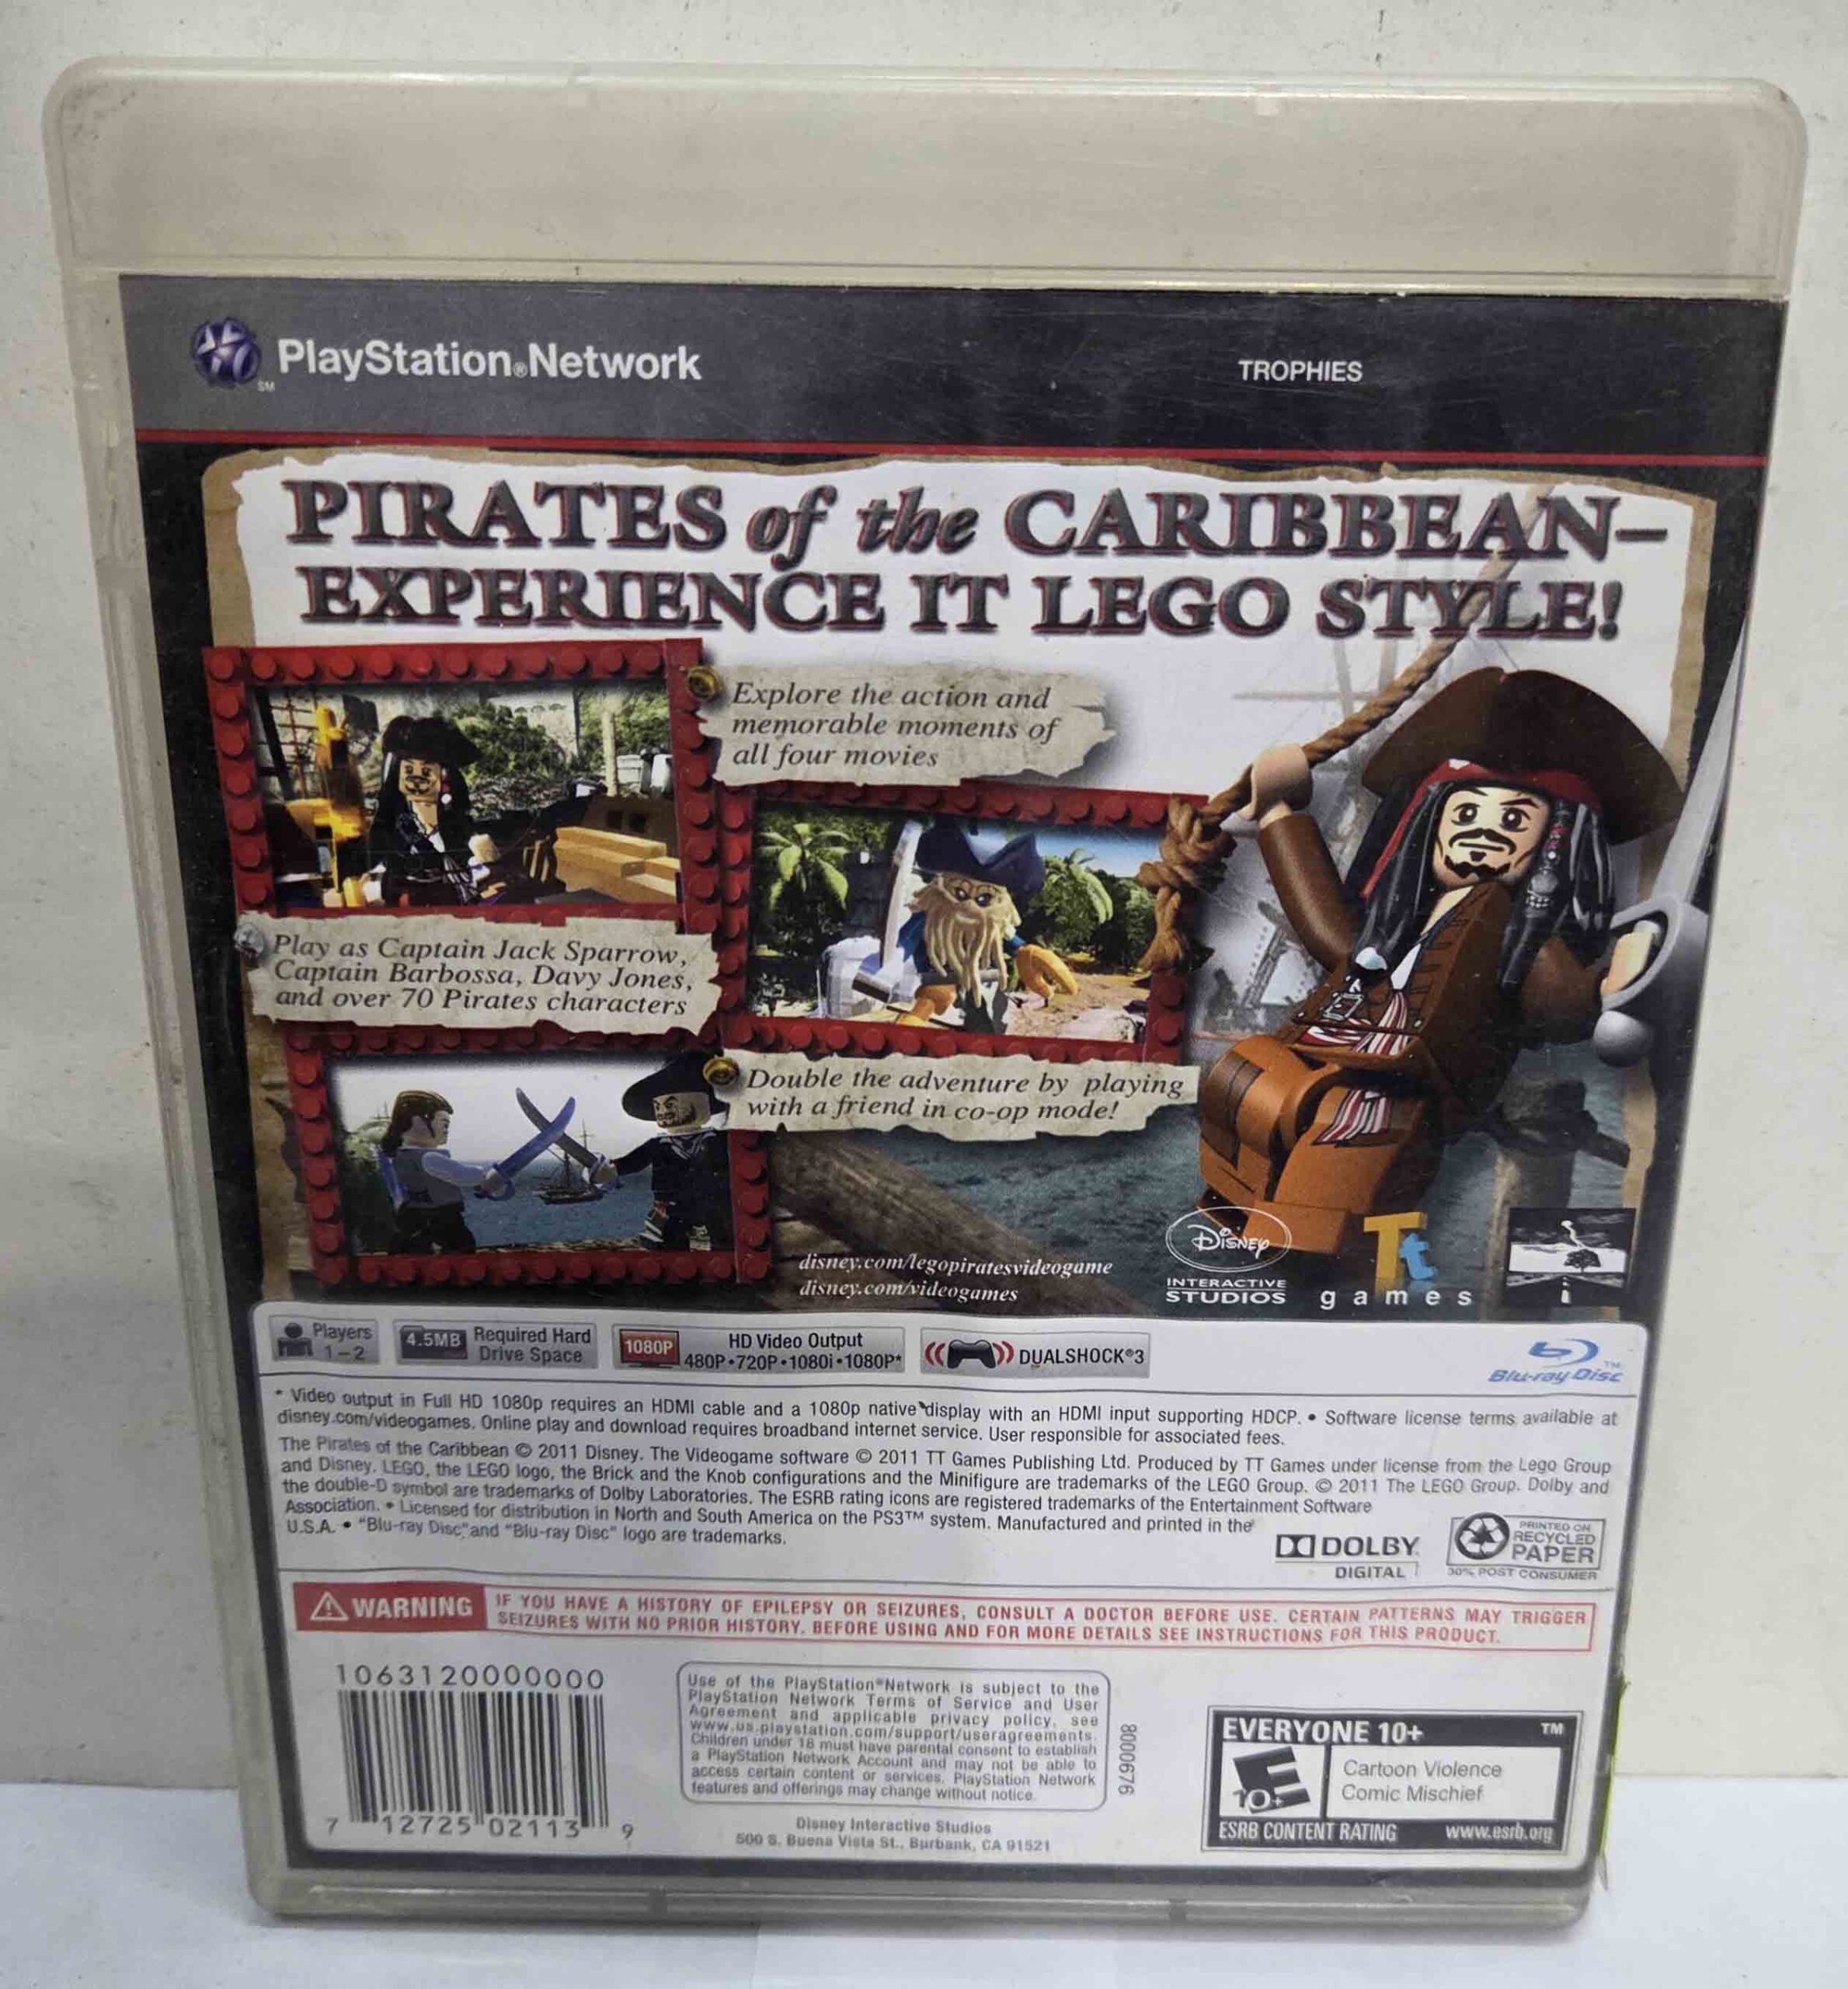 PlayStation®Network
SM
TROPHIES
PIRATES of the CARIBBEAN–
EXPERIENCE IT LEGO STYLE!
Explore the action and
memorable moments of
all four movies
Play as Captain Jack Sparrow,
Captain Barbossa, Davy Jones,
and over 70 Pirates characters
Double the adventure by playing
with a friend in co-op mode!
disney.com/legopiratesvideogame
disney.com/videogames
Disney
INTERACTIVE
STUDIOS
Tt
games
Players
1–2
4.5MB
Required Hard
Drive Space
1080P
HD Video Output
480P•720P•1080i•1080P*
DUALSHOCK®3
Blu-ray Disc
TM
* Video output in Full HD 1080p requires an HDMI cable and a 1080p native display with an HDMI input supporting HDCP. • Software license terms available at
disney.com/videogames. Online play and download requires broadband internet service. User responsible for associated fees.
The Pirates of the Caribbean © 2011 Disney. The Videogame software © 2011 TT Games Publishing Ltd. Produced by TT Games under license from the Lego Group
and Disney. LEGO, the LEGO logo, the Brick and the Knob configurations and the Minifigure are trademarks of the LEGO Group. © 2011 The LEGO Group. Dolby and
the double-D symbol are trademarks of Dolby Laboratories. The ESRB rating icons are registered trademarks of the Entertainment Software
Association. • Licensed for distribution in North and South America on the PS3™ system. Manufactured and printed in the
U.S.A. • "Blu-ray Disc" and "Blu-ray Disc" logo are trademarks.
DOLBY
DIGITAL
PRINTED ON
RECYCLED
PAPER
30% POST CONSUMER
WARNING
IF YOU HAVE A HISTORY OF EPILEPSY OR SEIZURES, CONSULT A DOCTOR BEFORE USE. CERTAIN PATTERNS MAY TRIGGER
SEIZURES WITH NO PRIOR HISTORY. BEFORE USING AND FOR MORE DETAILS SEE INSTRUCTIONS FOR THIS PRODUCT.
1063120000000
7 12725 02113 9
Use of the PlayStation®Network is subject to the
PlayStation Network Terms of Service and User
Agreement and applicable privacy policy, see
www.us.playstation.com/support/useragreements.
Children under 18 must have parental consent to establish
a PlayStation Network Account and may not be able to
access certain content or services. PlayStation Network
features and offerings may change without notice.
8000676
Disney Interactive Studios
500 S. Buena Vista St., Burbank, CA 91521
EVERYONE 10+
TM
E
10+
Cartoon Violence
Comic Mischief
ESRB CONTENT RATING
www.esrb.org